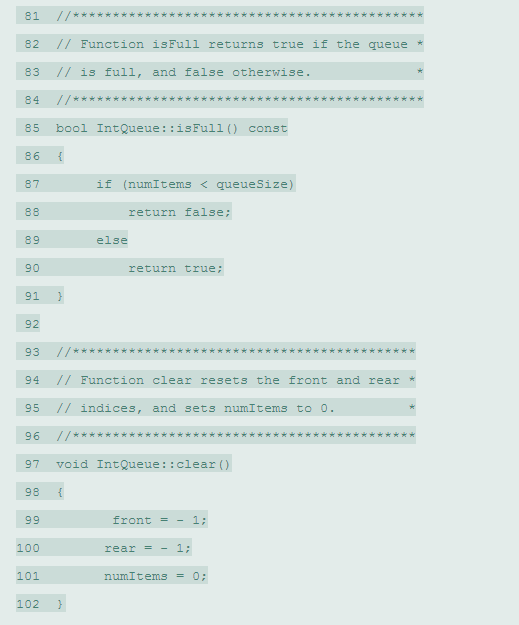 81 //********************************************
82 // Function isFull returns true if the queue *
83 // is full, and false otherwise.             *
84 //********************************************
85 bool IntQueue::isFull() const
86 {
87      if (numItems < queueSize)
88          return false;
89      else
90          return true;
91 }
92
93 //*******************************************
94 // Function clear resets the front and rear *
95 // indices, and sets numItems to 0.         *
96 //*******************************************
97 void IntQueue::clear()
98 {
99        front = - 1;
100       rear = - 1;
101       numItems = 0;
102 }